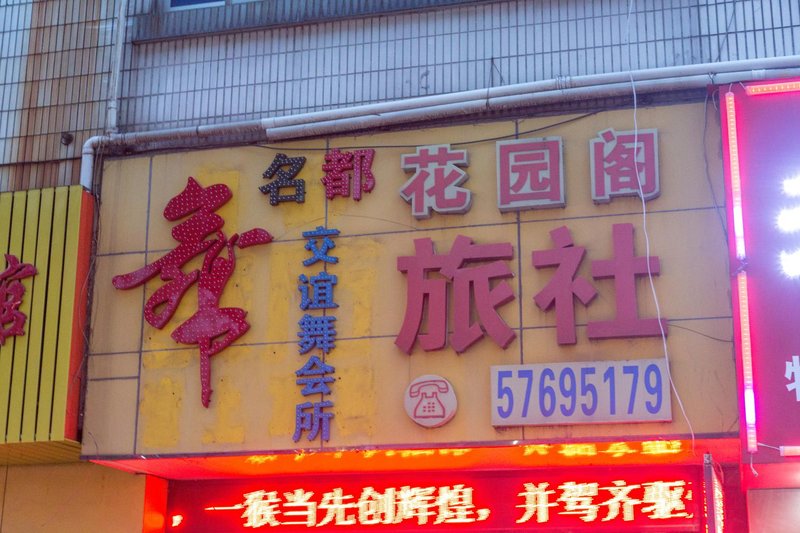 名都花园阁
舞
交谊舞会所
旅社
57695179
，一猴当先创辉煌，并驾齐驱